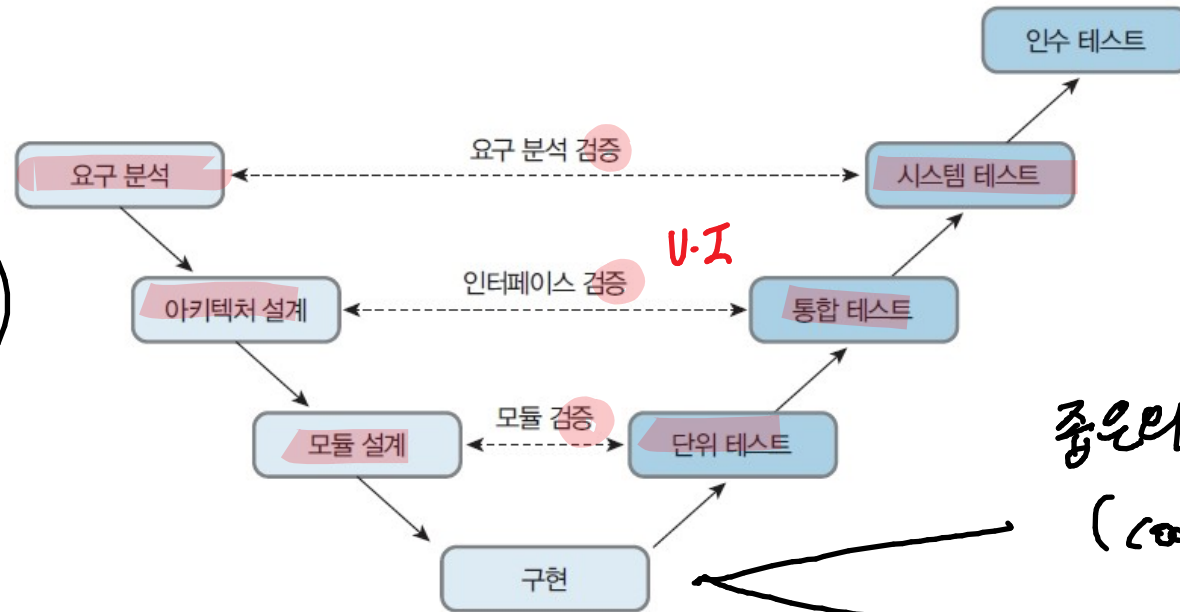 인수 테스트
요구 분석 검증
요구 분석
시스템 테스트
U·I
인터페이스 검증
아키텍처 설계
통합 테스트
모듈 검증
모듈 설계
단위 테스트
구현